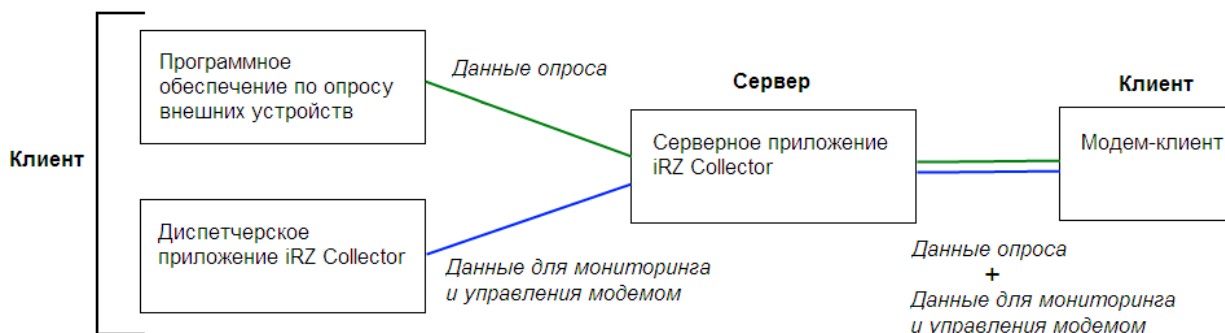 Клиент
Программное
обеспечение по опросу
внешних устройств
Данные опроса
Диспетчерское
приложение iRZ Collector
Данные для мониторинга
и управления модемом
Сервер
Серверное приложение
iRZ Collector
Клиент
Модем-клиент
Данные опроса
+
Данные для мониторинга
и управления модемом